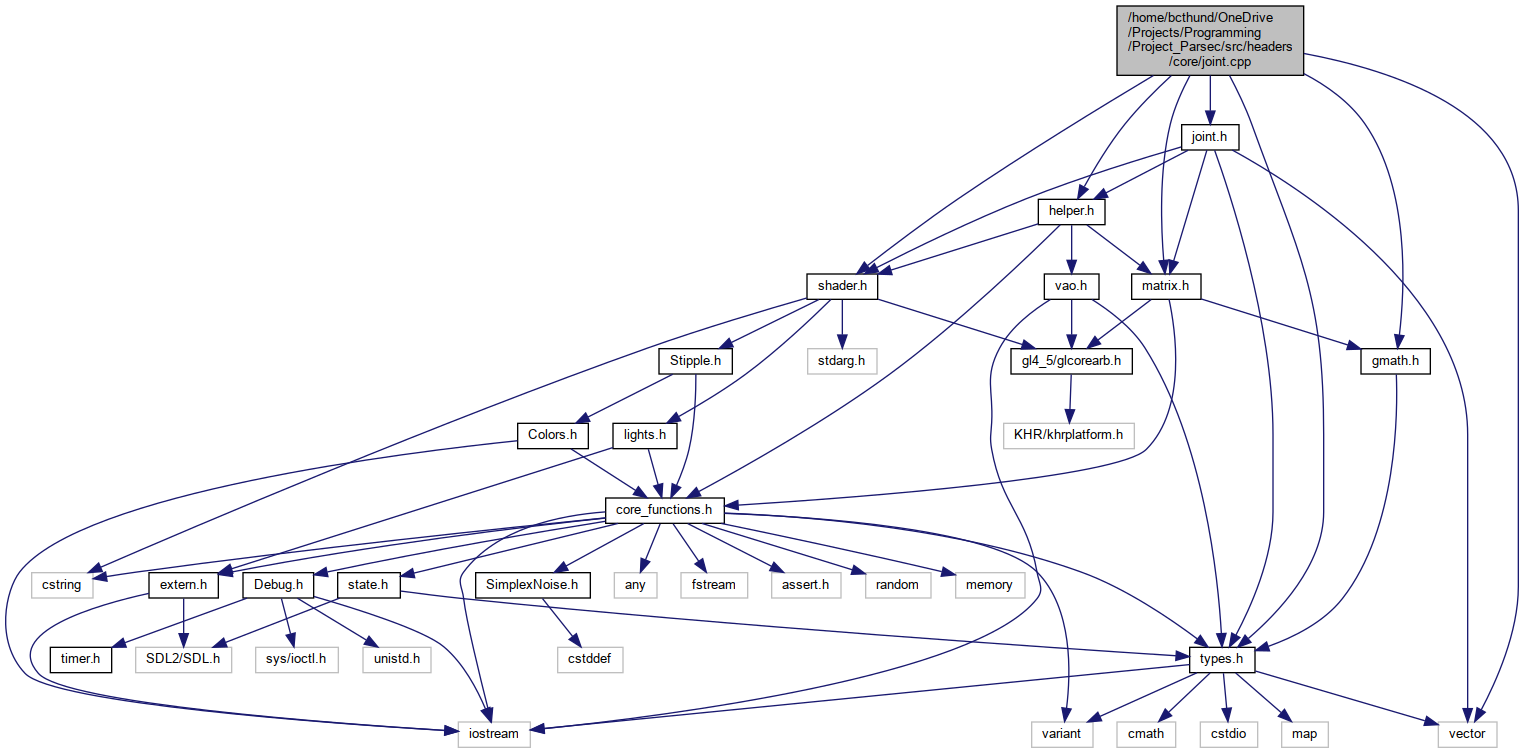 /home/bcthund/OneDrive
/Projects/Programming
/Project_Parsec/src/headers
/core/joint.cpp
joint.h
helper.h
shader.h
vao.h
matrix.h
Stipple.h
stdarg.h
gl4_5/glcorearb.h
gmath.h
Colors.h
lights.h
KHR/khrplatform.h
core_functions.h
cstring
extern.h
Debug.h
state.h
SimplexNoise.h
any
fstream
assert.h
random
memory
timer.h
SDL2/SDL.h
sys/ioctl.h
unistd.h
cstddef
types.h
iostream
variant
cmath
cstdio
map
vector